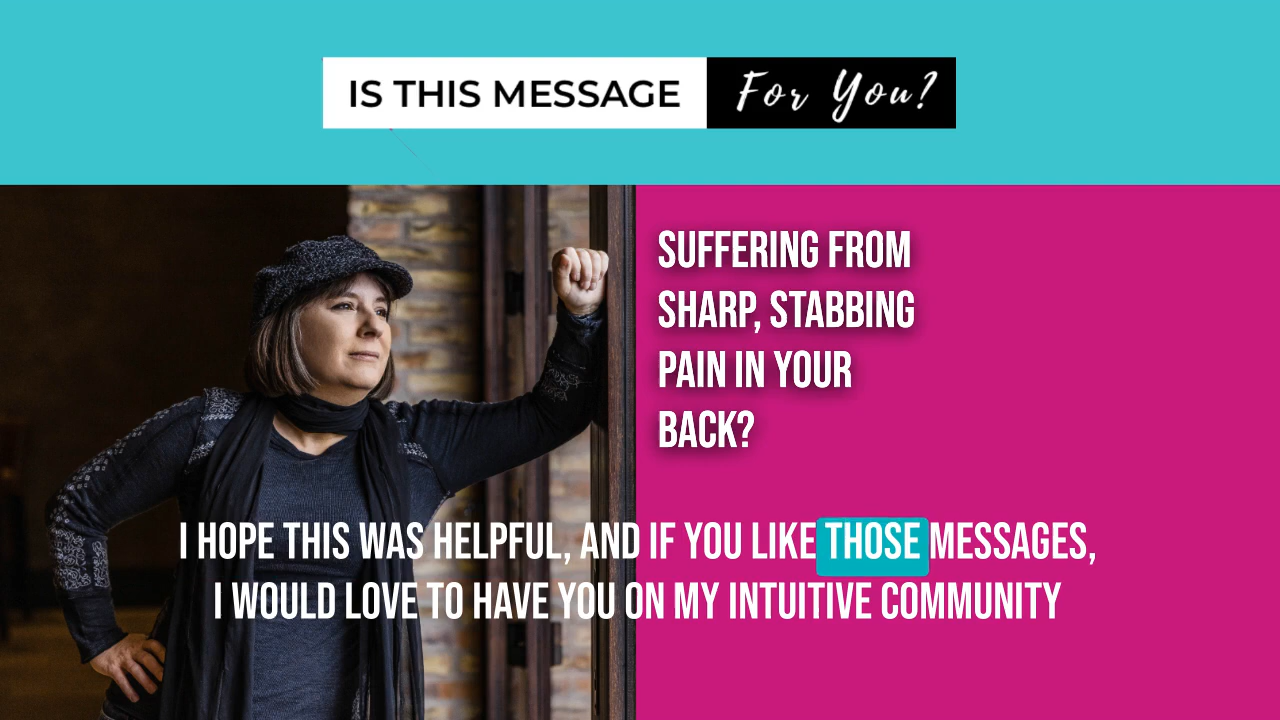 IS THIS MESSAGE For You?
SUFFERING FROM
SHARP, STABBING
PAIN IN YOUR
BACK?
I HOPE THIS WAS HELPFUL, AND IF YOU LIKE THOSE MESSAGES,
I WOULD LOVE TO HAVE YOU ON MY INTUITIVE COMMUNITY